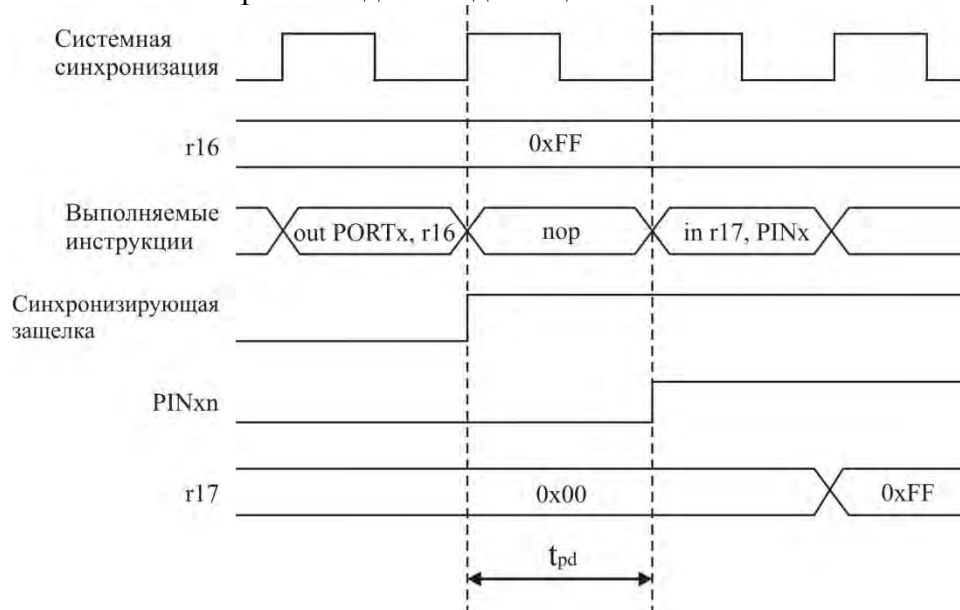 Системная
синхронизация
r16
0xFF
Выполняемые
инструкции
out PORTx, r16
nop
in r17, PINx
Синхронизирующая
защелка
PINxn
r17
0x00
0xFF
tpd